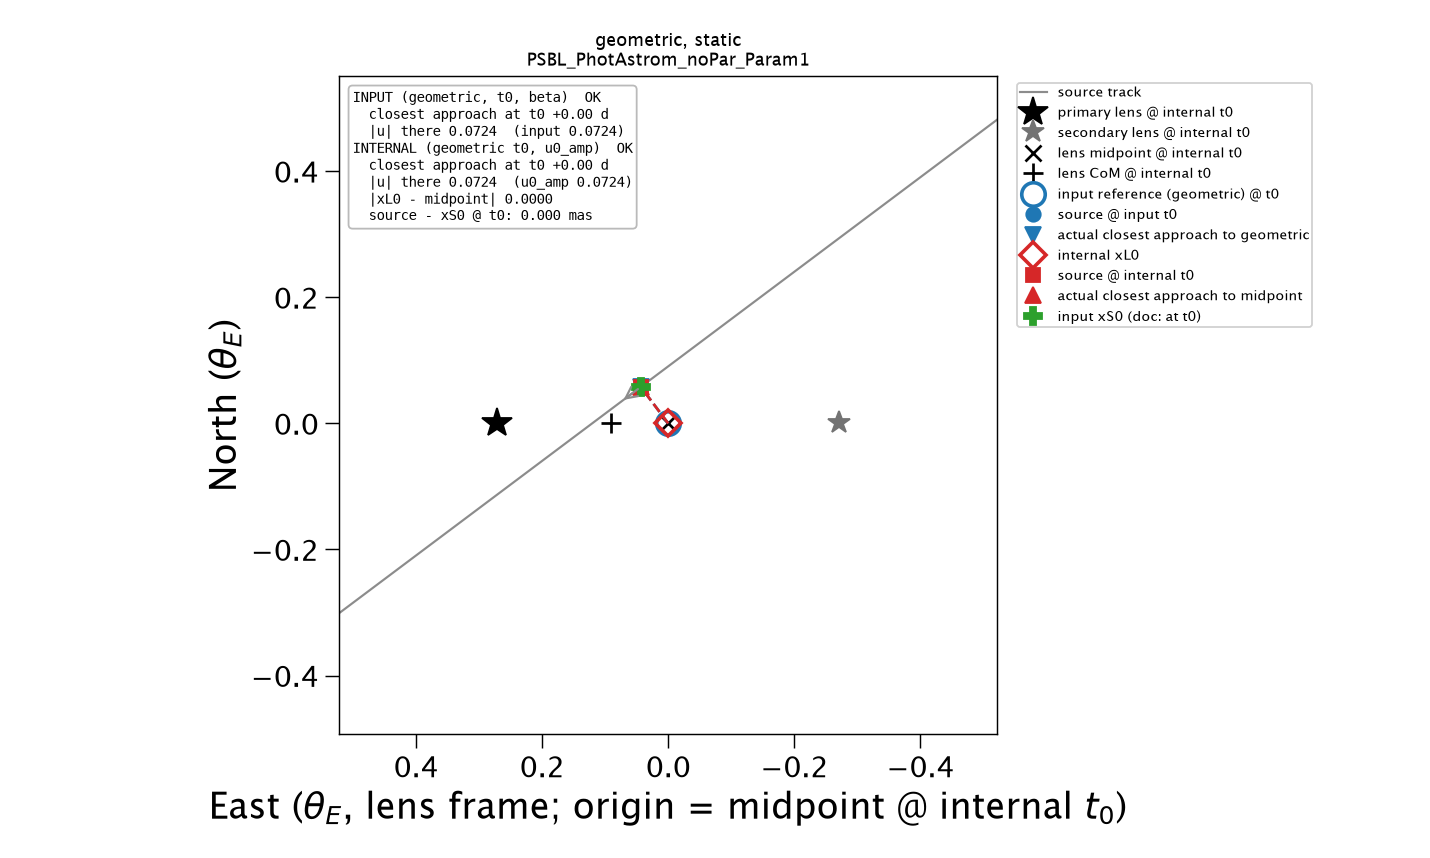 geometric, static
PSBL_PhotAstrom_noPar_Param1
INPUT (geometric, t0, beta)  OK
  closest approach at t0 +0.00 d
  |u| there 0.0724  (input 0.0724)
INTERNAL (geometric t0, u0_amp)  OK
  closest approach at t0 +0.00 d
  |u| there 0.0724  (u0_amp 0.0724)
  |xL0 - midpoint| 0.0000
  source - xS0 @ t0: 0.000 mas
source track
primary lens @ internal t0
secondary lens @ internal t0
lens midpoint @ internal t0
lens CoM @ internal t0
input reference (geometric) @ t0
source @ input t0
actual closest approach to geometric
internal xL0
source @ internal t0
actual closest approach to midpoint
input xS0 (doc: at t0)
North (θ_E)
0.4
0.2
0.0
−0.2
−0.4
0.4
0.2
0.0
−0.2
−0.4
East (θ_E, lens frame; origin = midpoint @ internal t_0)